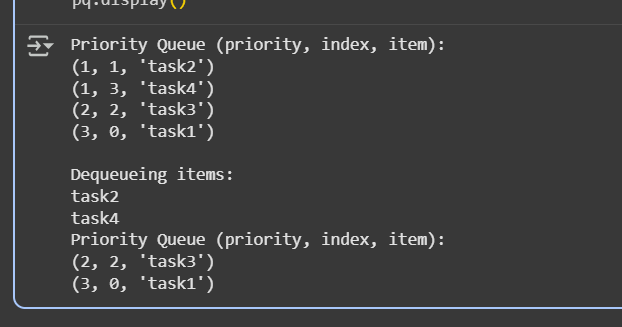 pq.display()
Priority Queue (priority, index, item):
(1, 1, 'task2')
(1, 3, 'task4')
(2, 2, 'task3')
(3, 0, 'task1')
Dequeueing items:
task2
task4
Priority Queue (priority, index, item):
(2, 2, 'task3')
(3, 0, 'task1')